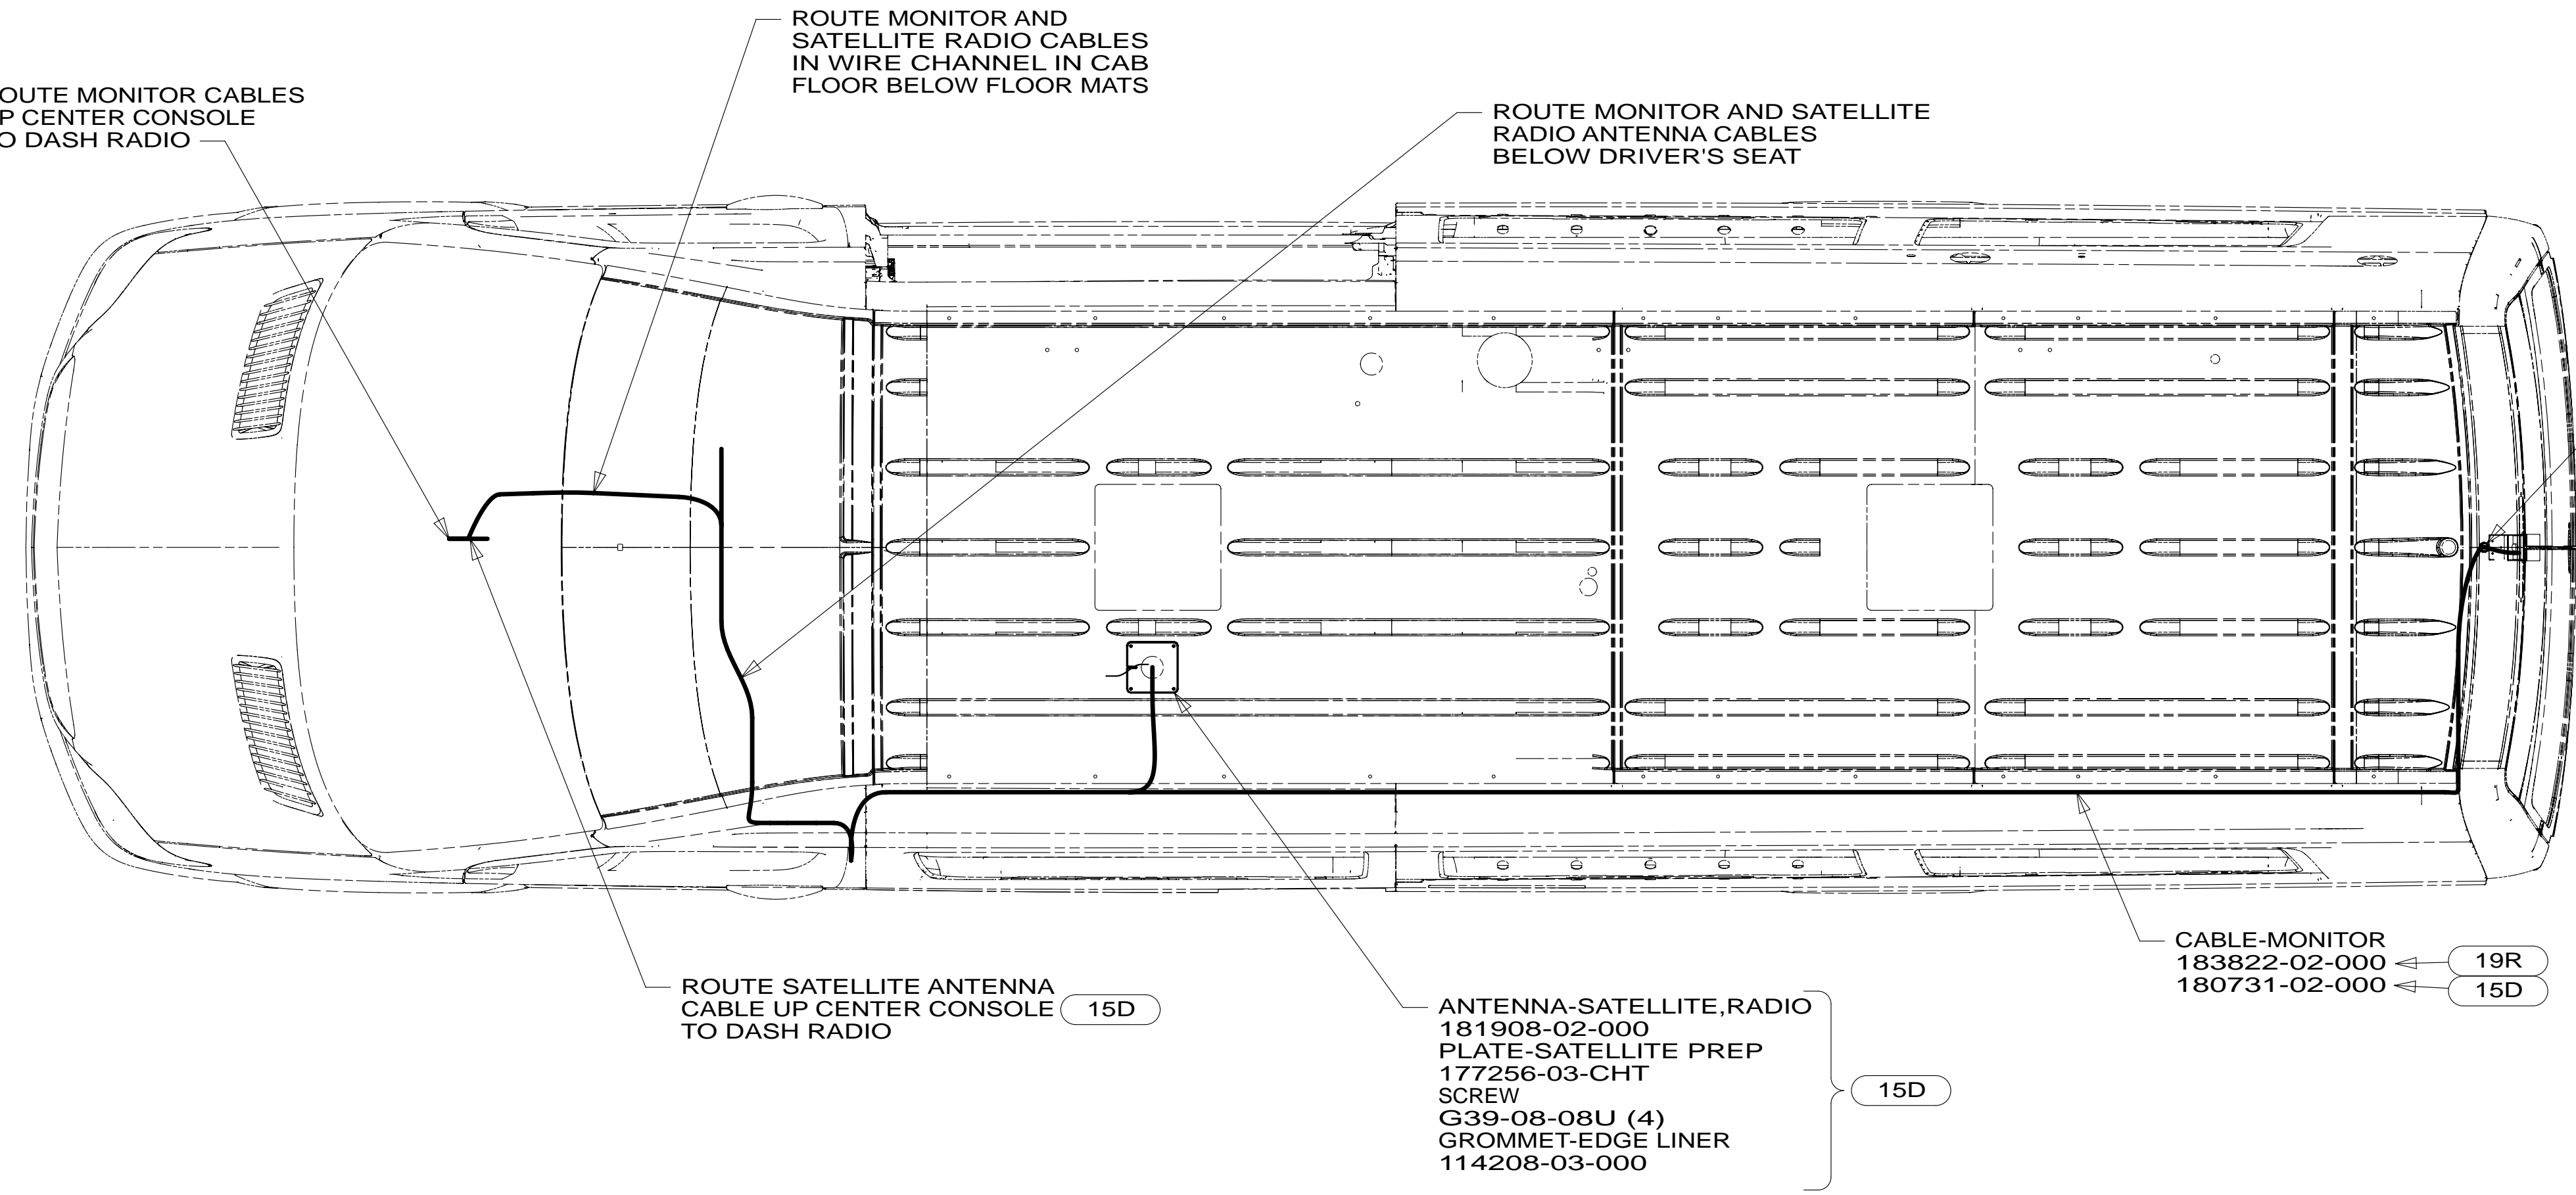 ROUTE MONITOR AND
SATELLITE RADIO CABLES
IN WIRE CHANNEL IN CAB
FLOOR BELOW FLOOR MATS
OUTE MONITOR CABLES
P CENTER CONSOLE
O DASH RADIO
ROUTE MONITOR AND SATELLITE
RADIO ANTENNA CABLES
BELOW DRIVER'S SEAT
CABLE-MONITOR
183822-02-000 19R
180731-02-000 15D
ROUTE SATELLITE ANTENNA
CABLE UP CENTER CONSOLE 15D
TO DASH RADIO
ANTENNA-SATELLITE,RADIO
181908-02-000
PLATE-SATELLITE PREP
177256-03-CHT
SCREW
G39-08-08U (4)
GROMMET-EDGE LINER
114208-03-000
15D